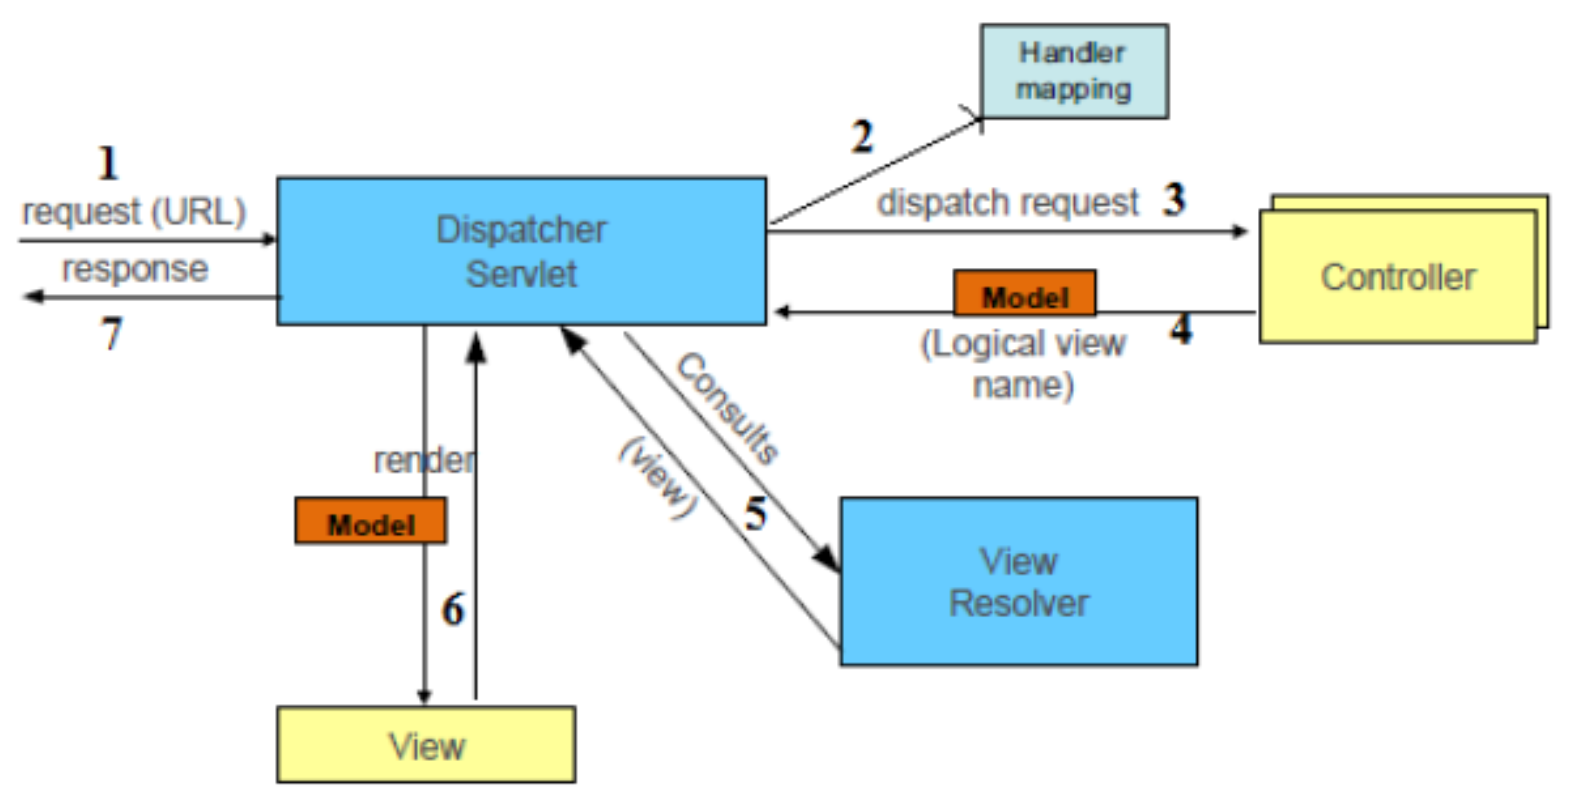 Handler
mapping
2
1
request (URL)
dispatch request 3
Dispatcher
Servlet
response
Controller
Model
7
4
(Logical view
name)
Consults
(view)
render
5
Model
View
Resolver
6
View